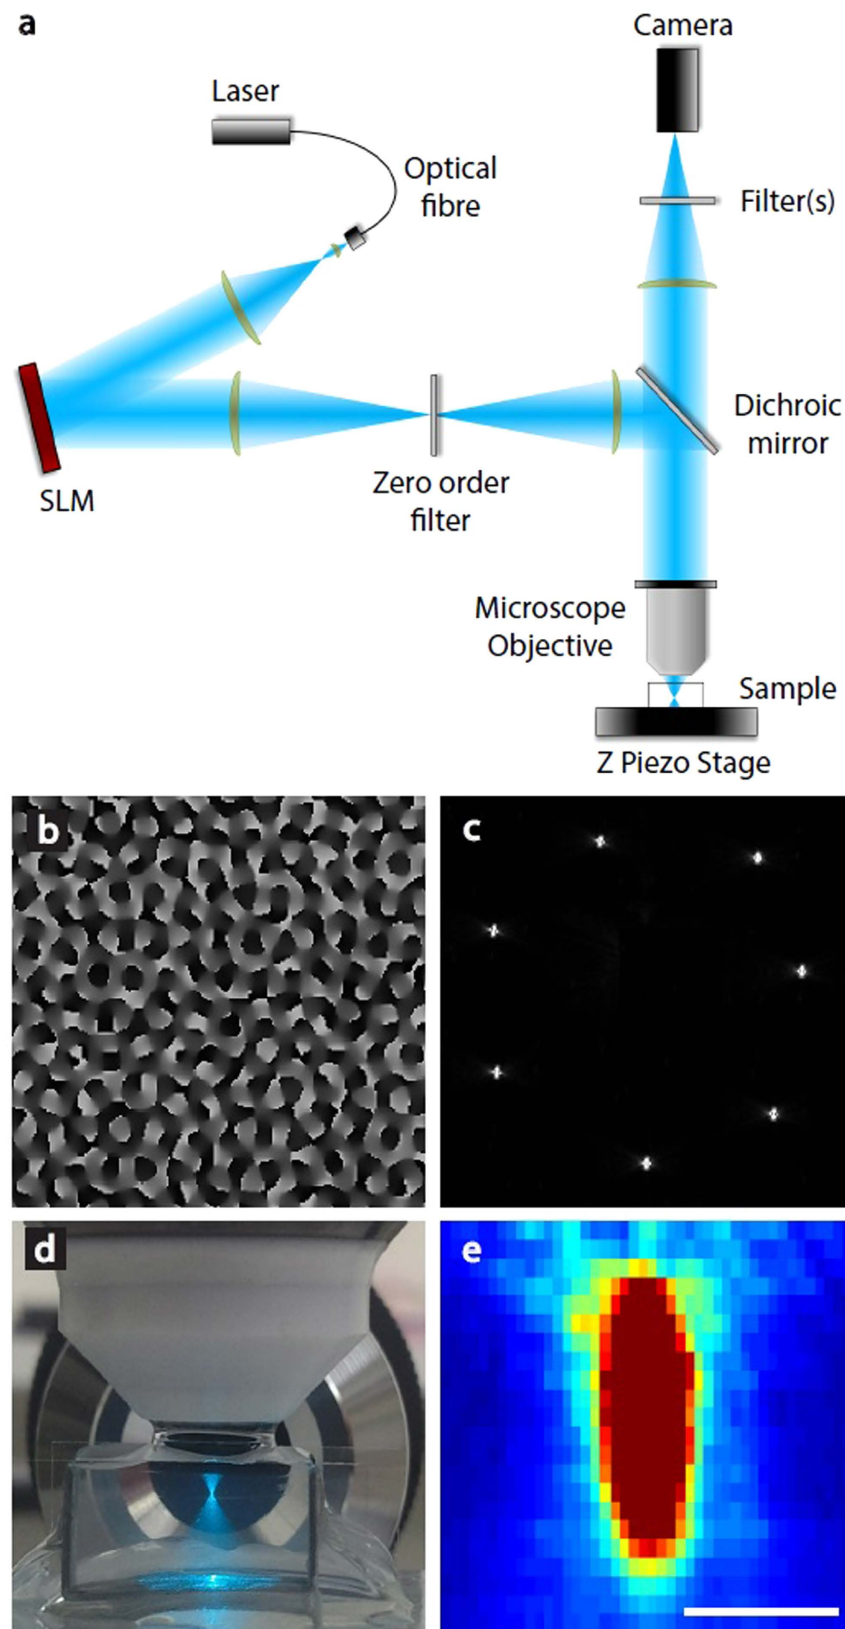 a
Camera
Laser
Optical
fibre
Filter(s)
Dichroic
mirror
SLM
Zero order
filter
Microscope
Objective
Sample
Z Piezo Stage
b
c
d
e